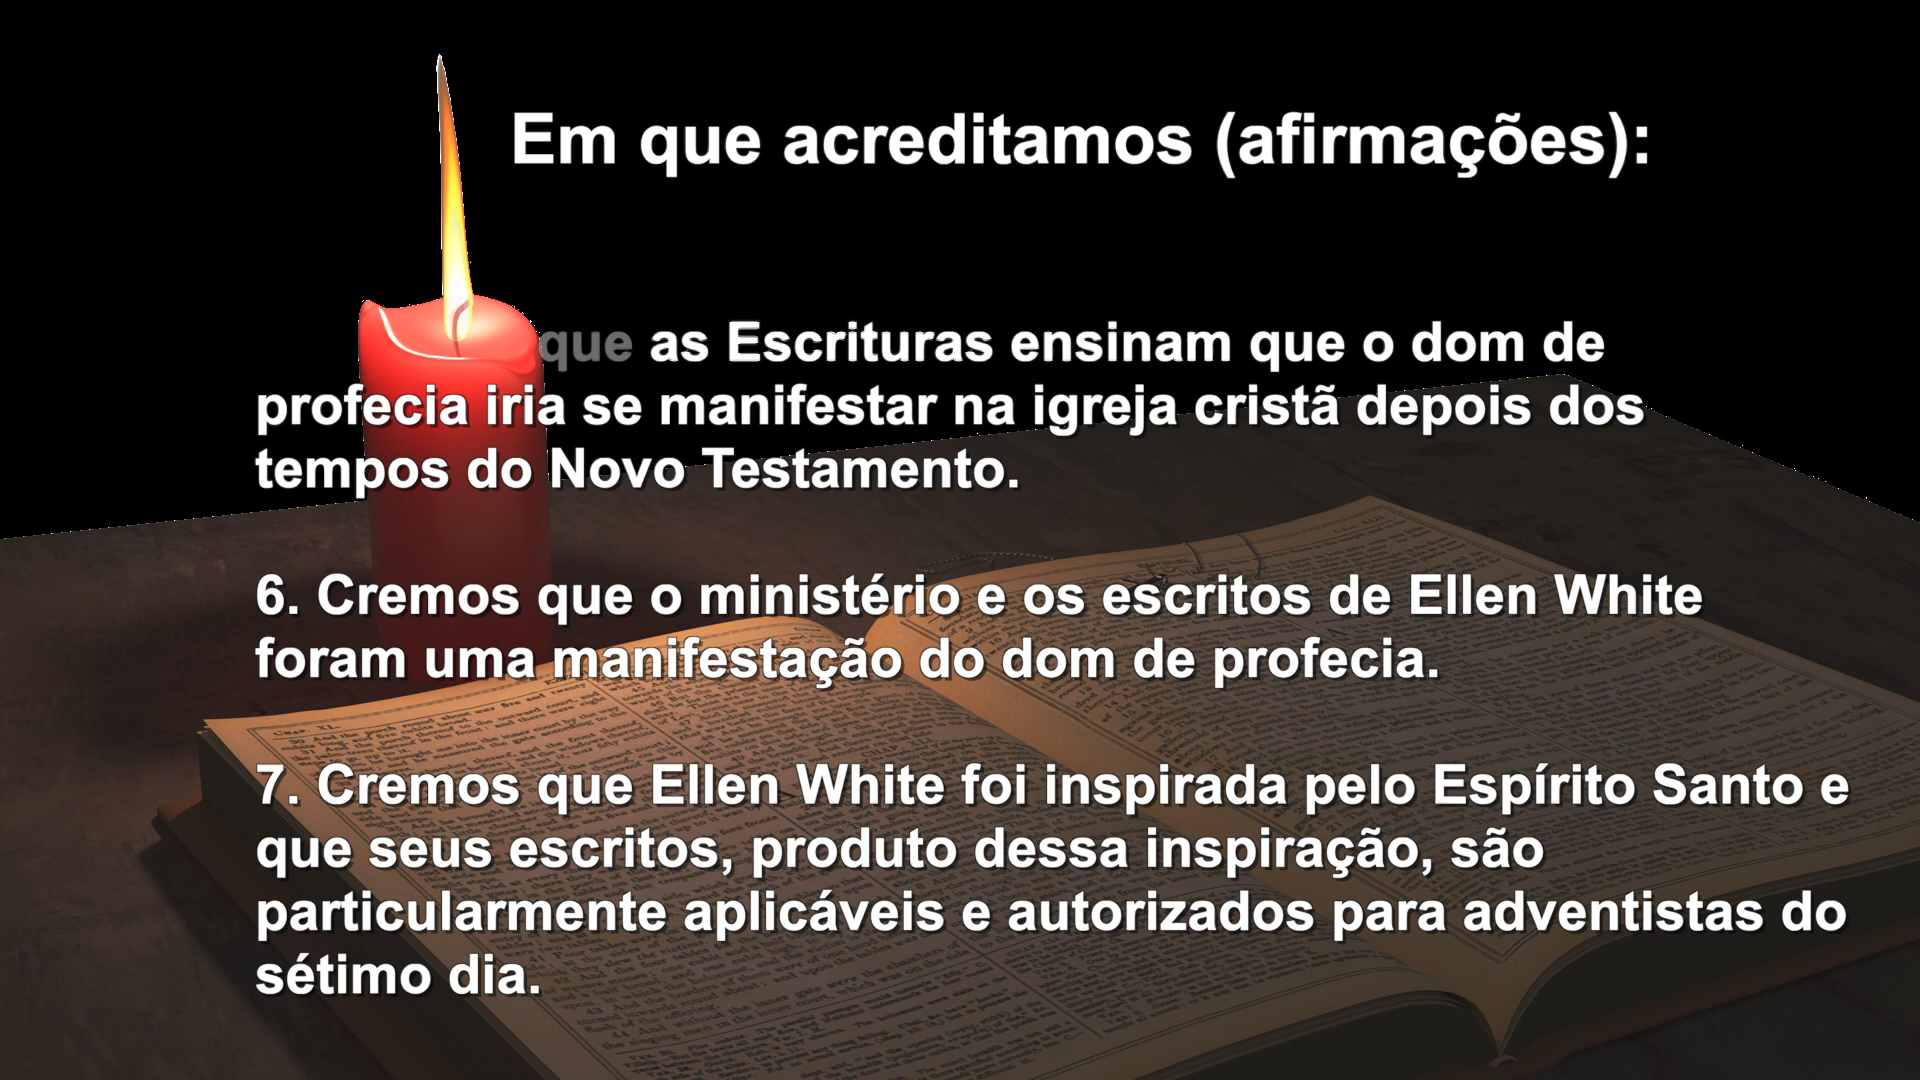 Em que acreditamos (afirmações):
que as Escrituras ensinam que o dom de
profecia iria se manifestar na igreja cristã depois dos
tempos do Novo Testamento.
6. Cremos que o ministério e os escritos de Ellen White
foram uma manifestação do dom de profecia.
7. Cremos que Ellen White foi inspirada pelo Espírito Santo e
que seus escritos, produto dessa inspiração, são
particularmente aplicáveis e autorizados para adventistas do
sétimo dia.